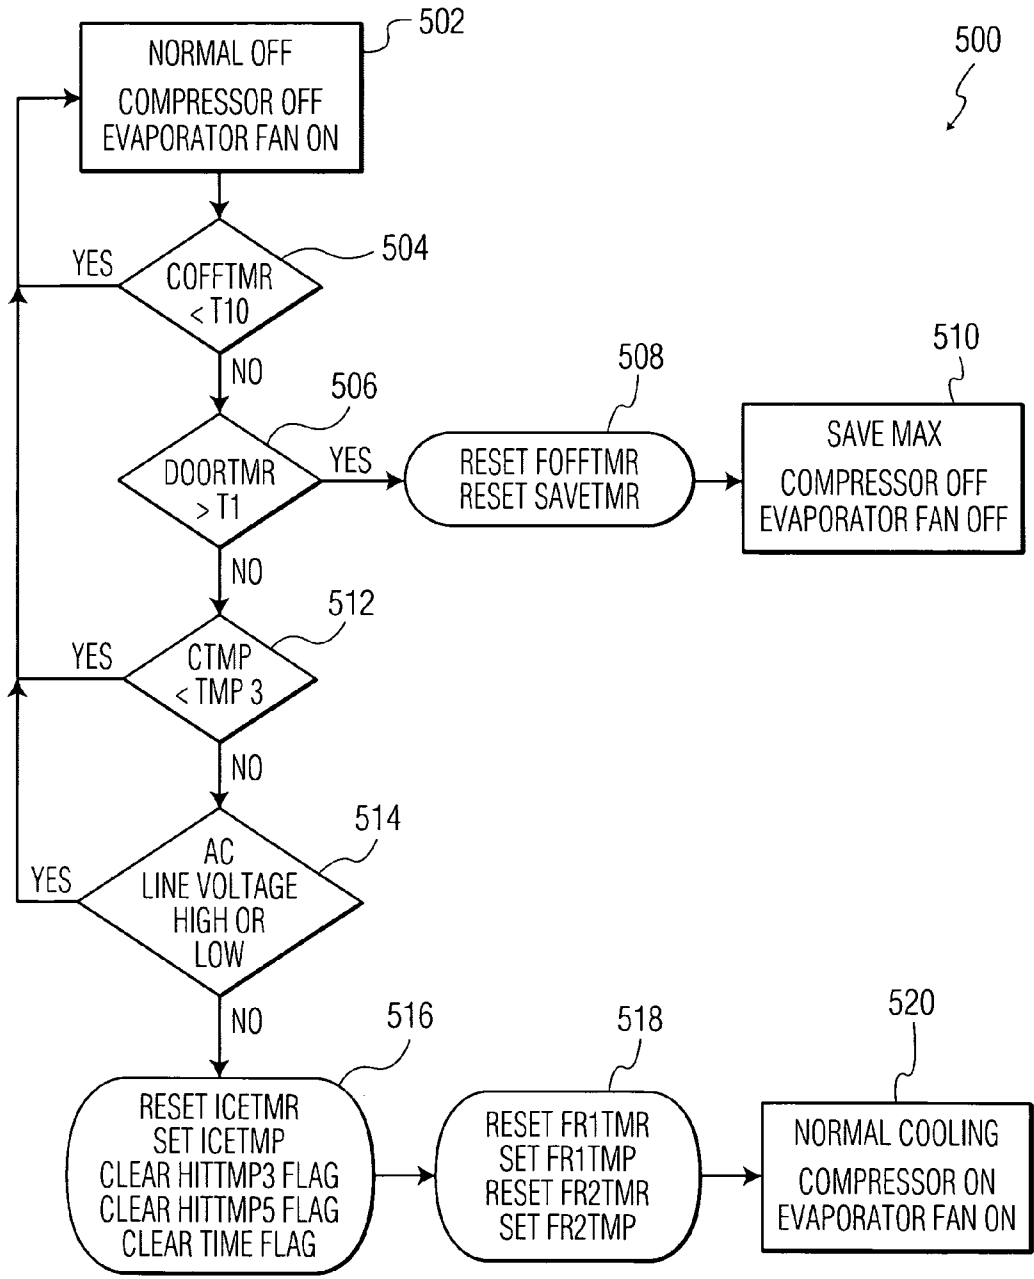 502
500
NORMAL OFF
COMPRESSOR OFF
EVAPORATOR FAN ON
504
YES
COFFTMR
< T10
NO
506
508
510
DOORTMR
> T1
YES
RESET FOFFTMR
RESET SAVETMR
SAVE MAX
COMPRESSOR OFF
EVAPORATOR FAN OFF
NO
512
YES
CTMP
< TMP 3
NO
514
YES
AC
LINE VOLTAGE
HIGH OR
LOW
NO
516
518
520
RESET ICETMR
SET ICETMP
CLEAR HITTMP3 FLAG
CLEAR HITTMP5 FLAG
CLEAR TIME FLAG
RESET FR1TMR
SET FR1TMP
RESET FR2TMR
SET FR2TMP
NORMAL COOLING
COMPRESSOR ON
EVAPORATOR FAN ON